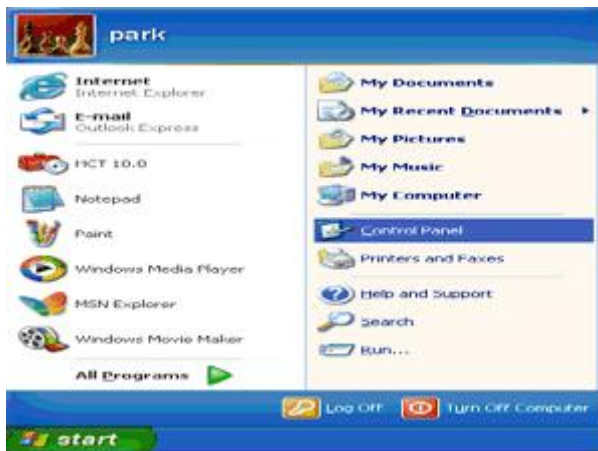 park
Internet
Internet Explorer
E-mail
Outlook Express
HCT 10.0
Notepad
Paint
Windows Media Player
MSN Explorer
Windows Movie Maker
All Programs
My Documents
My Recent Documents
My Pictures
My Music
My Computer
Control Panel
Printers and Faxes
Help and Support
Search
Run...
Log Off
Turn Off Computer
start